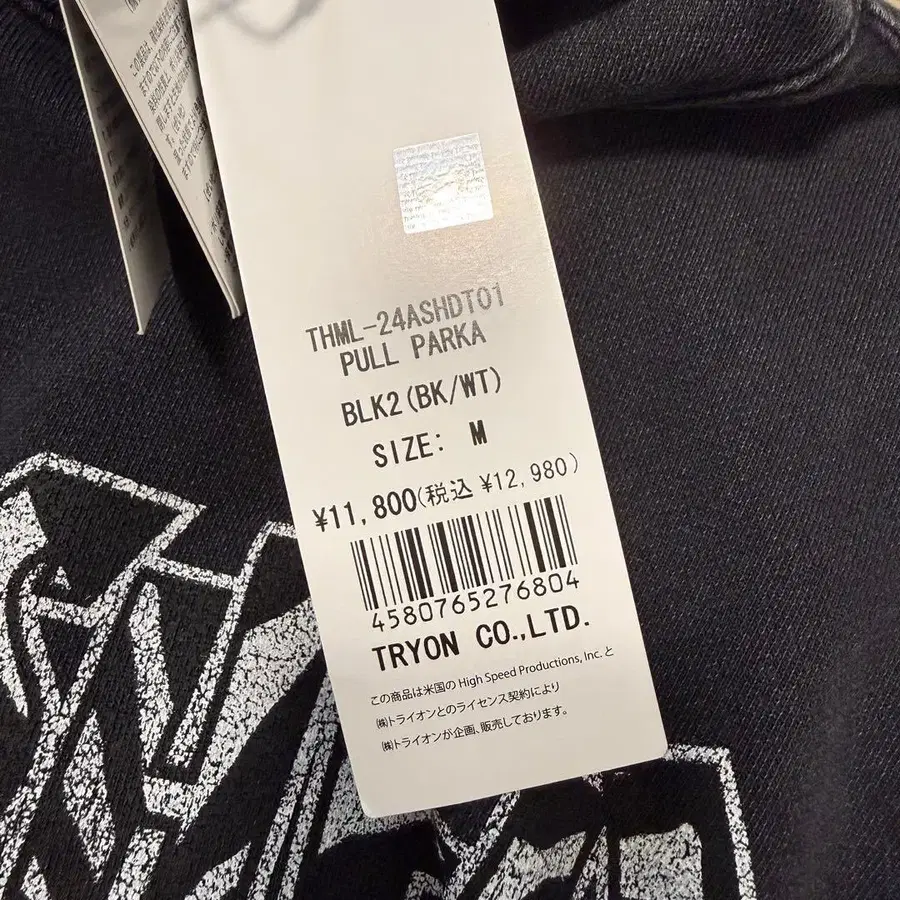 THML-24ASHDT01
PULL PARKA
BLK2(BK/WT)
SIZE: M
¥11,800(税込 ¥12,980)
4580765276804
TRYON CO.,LTD.
この商品は米国の High Speed Productions, Inc. と
㈱トライオンとのライセンス契約により
㈱トライオンが企画、販売しております。